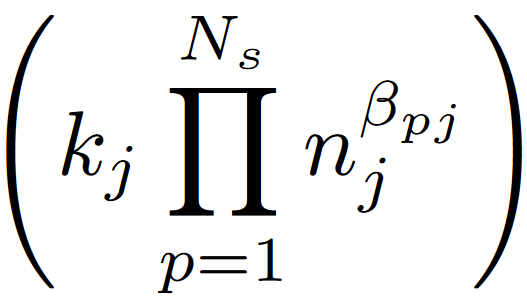 \left( k_j \prod_{p=1}^{N_s} n_j^{\beta_{pj}} \right)